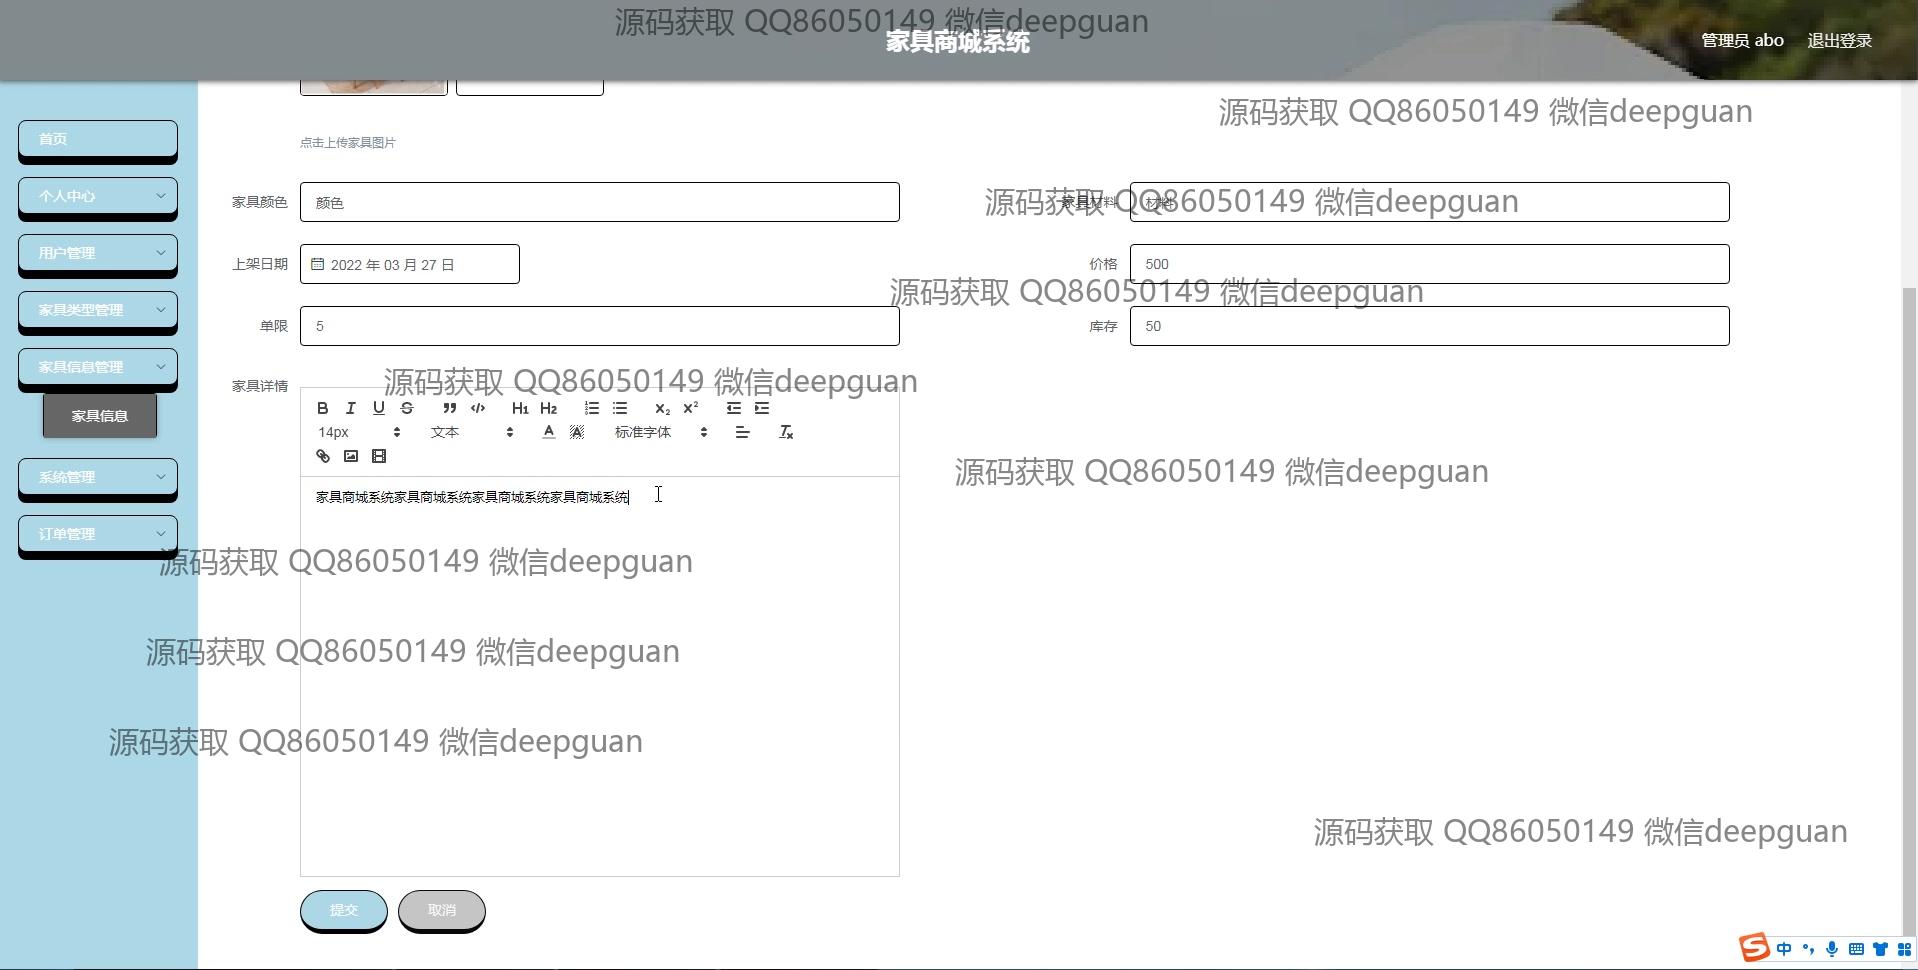 源码获取 QQ86050149 微信deepguan
家具商城系统
管理员 abo
退出登录
源码获取 QQ86050149 微信deepguan
首页
点击上传家具图片
个人中心
家具颜色
颜色
源码获取 QQ86050149 微信deepguan
家具材料
材料
用户管理
上架日期
2022 年 03 月 27 日
价格
500
源码获取 QQ86050149 微信deepguan
家具类型管理
单限
5
库存
50
家具信息管理
家具详情
源码获取 QQ86050149 微信deepguan
家具信息
B I U S ” </> H1 H2 X2 X2
14px
文本
A A
标准字体
Tx
系统管理
源码获取 QQ86050149 微信deepguan
家具商城系统家具商城系统家具商城系统家具商城系统
订单管理
源码获取 QQ86050149 微信deepguan
源码获取 QQ86050149 微信deepguan
源码获取 QQ86050149 微信deepguan
源码获取 QQ86050149 微信deepguan
提交
取消
S 中